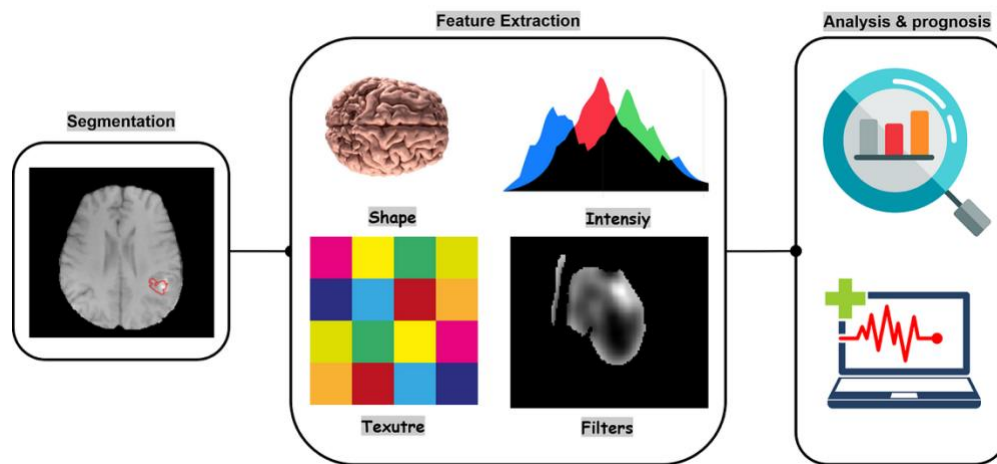 Feature Extraction
Analysis & prognosis
Segmentation
Shape
Intensiy
Texutre
Filters